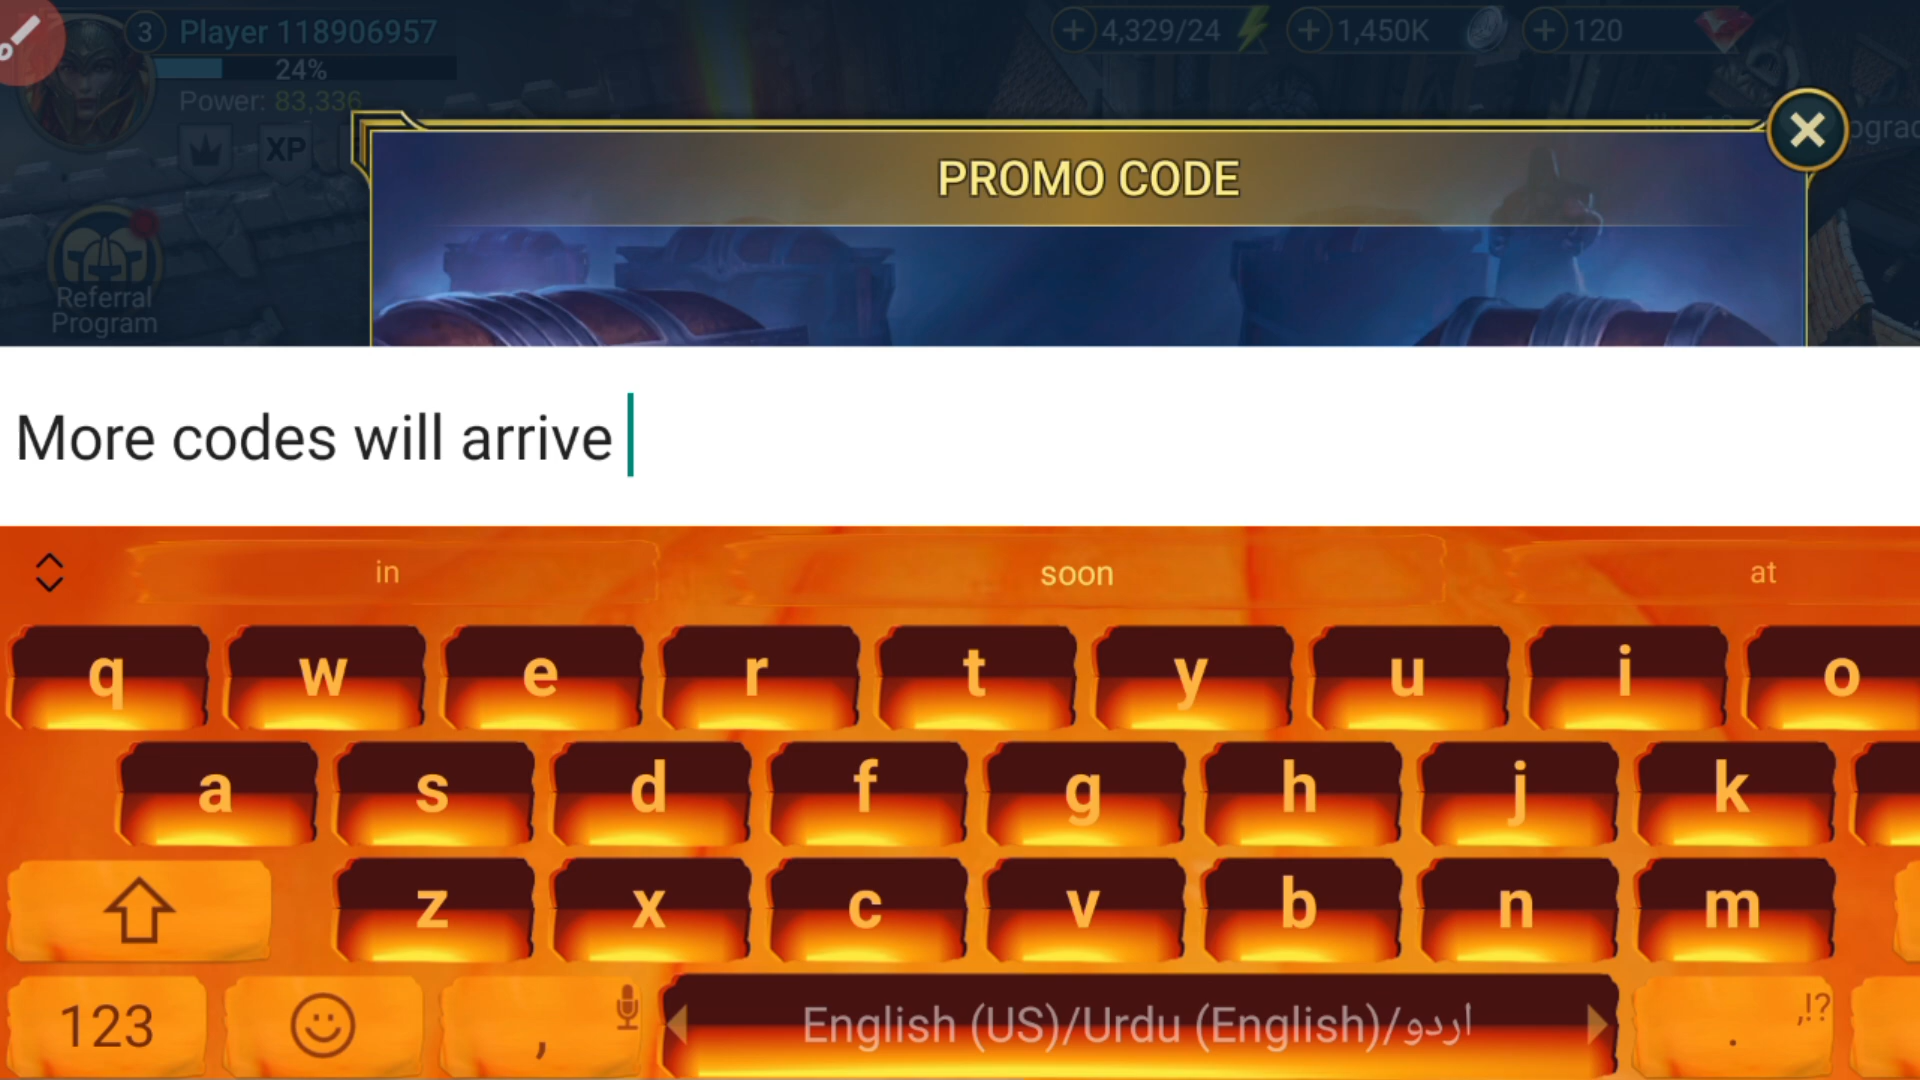 3 Player 118906957
4,329/24
1,450K
120
24%
Power: 83,336
XP
PROMO CODE
Referral
Program
More codes will arrive
in soon at
q w e r t y u i o
a s d f g h j k
z x c v b n m
123 , English (US)/Urdu (English)/اردو . ,!?